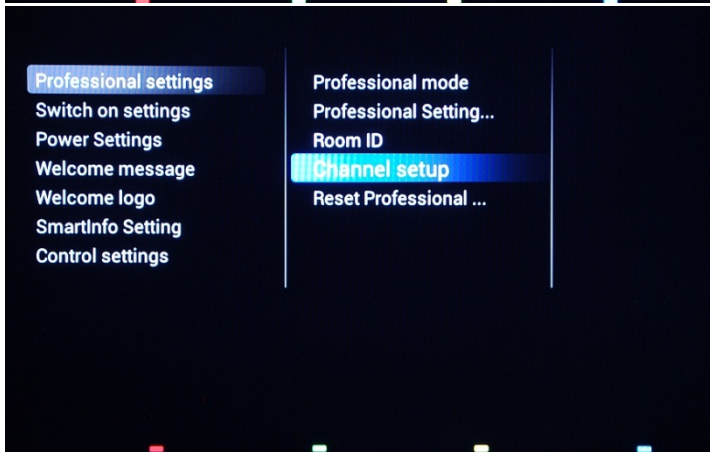 Professional settings
Switch on settings
Power Settings
Welcome message
Welcome logo
SmartInfo Setting
Control settings
Professional mode
Professional Setting...
Room ID
Channel setup
Reset Professional ...